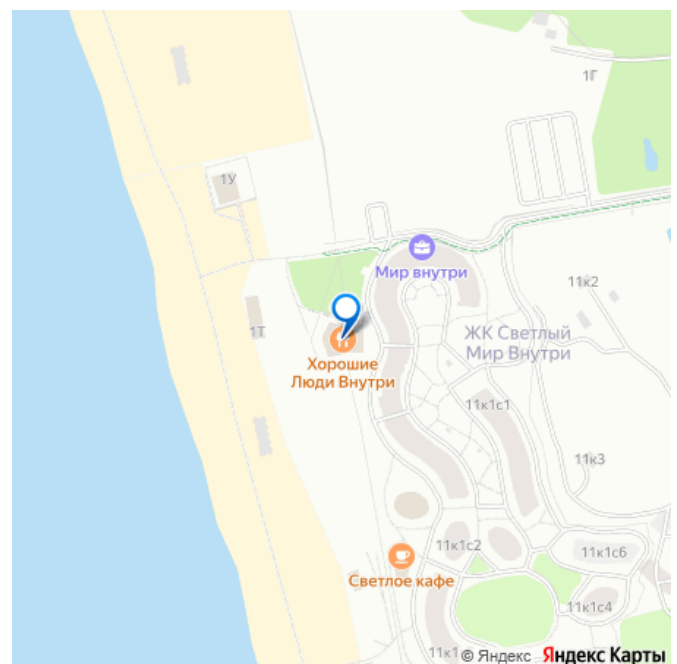 1Г
1У
Мир внутри
11к2
1Т
ЖК Светлый
Мир Внутри
Хорошие
Люди Внутри
11к1с1
11к3
11к1с2
11к1с6
Светлое кафе
11к1с4
11к1
© Яндекс Яндекс Карты